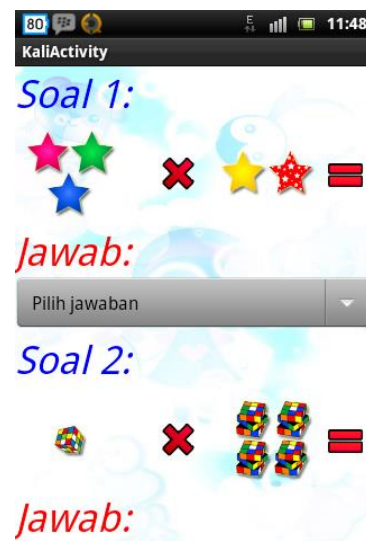 80 E 11:48
KaliActivity
Soal 1:
Jawab:
Pilih jawaban
Soal 2:
Jawab: